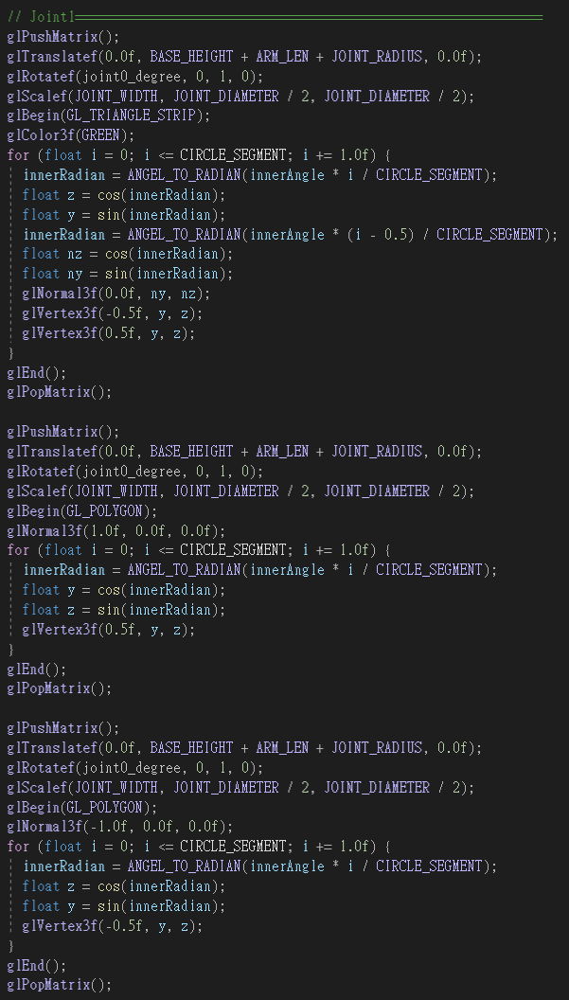 // Joint1══════════════════════════════════════════════
glPushMatrix();
glTranslatef(0.0f, BASE_HEIGHT + ARM_LEN + JOINT_RADIUS, 0.0f);
glRotatef(joint0_degree, 0, 1, 0);
glScalef(JOINT_WIDTH, JOINT_DIAMETER / 2, JOINT_DIAMETER / 2);
glBegin(GL_TRIANGLE_STRIP);
glColor3f(GREEN);
for (float i = 0; i <= CIRCLE_SEGMENT; i += 1.0f) {
innerRadian = ANGEL_TO_RADIAN(innerAngle * i / CIRCLE_SEGMENT);
float z = cos(innerRadian);
float y = sin(innerRadian);
innerRadian = ANGEL_TO_RADIAN(innerAngle * (i - 0.5) / CIRCLE_SEGMENT);
float nz = cos(innerRadian);
float ny = sin(innerRadian);
glNormal3f(0.0f, ny, nz);
glVertex3f(-0.5f, y, z);
glVertex3f(0.5f, y, z);
}
glEnd();
glPopMatrix();

glPushMatrix();
glTranslatef(0.0f, BASE_HEIGHT + ARM_LEN + JOINT_RADIUS, 0.0f);
glRotatef(joint0_degree, 0, 1, 0);
glScalef(JOINT_WIDTH, JOINT_DIAMETER / 2, JOINT_DIAMETER / 2);
glBegin(GL_POLYGON);
glNormal3f(1.0f, 0.0f, 0.0f);
for (float i = 0; i <= CIRCLE_SEGMENT; i += 1.0f) {
innerRadian = ANGEL_TO_RADIAN(innerAngle * i / CIRCLE_SEGMENT);
float y = cos(innerRadian);
float z = sin(innerRadian);
glVertex3f(0.5f, y, z);
}
glEnd();
glPopMatrix();

glPushMatrix();
glTranslatef(0.0f, BASE_HEIGHT + ARM_LEN + JOINT_RADIUS, 0.0f);
glRotatef(joint0_degree, 0, 1, 0);
glScalef(JOINT_WIDTH, JOINT_DIAMETER / 2, JOINT_DIAMETER / 2);
glBegin(GL_POLYGON);
glNormal3f(-1.0f, 0.0f, 0.0f);
for (float i = 0; i <= CIRCLE_SEGMENT; i += 1.0f) {
innerRadian = ANGEL_TO_RADIAN(innerAngle * i / CIRCLE_SEGMENT);
float z = cos(innerRadian);
float y = sin(innerRadian);
glVertex3f(-0.5f, y, z);
}
glEnd();
glPopMatrix();